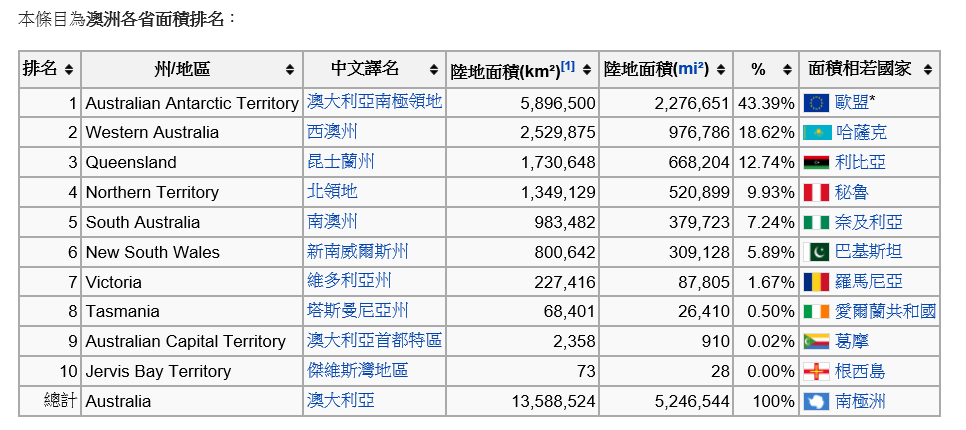 本條目為澳洲各省面積排名：
排名 州/地區 中文譯名 陸地面積(km²)[1] 陸地面積(mi²) % 面積相若國家
1 Australian Antarctic Territory 澳大利亞南極領地 5,896,500 2,276,651 43.39% 歐盟*
2 Western Australia 西澳州 2,529,875 976,786 18.62% 哈薩克
3 Queensland 昆士蘭州 1,730,648 668,204 12.74% 利比亞
4 Northern Territory 北領地 1,349,129 520,899 9.93% 秘魯
5 South Australia 南澳州 983,482 379,723 7.24% 奈及利亞
6 New South Wales 新南威爾斯州 800,642 309,128 5.89% 巴基斯坦
7 Victoria 維多利亞州 227,416 87,805 1.67% 羅馬尼亞
8 Tasmania 塔斯曼尼亞州 68,401 26,410 0.50% 愛爾蘭共和國
9 Australian Capital Territory 澳大利亞首都特區 2,358 910 0.02% 葛摩
10 Jervis Bay Territory 傑維斯灣地區 73 28 0.00% 根西島
總計 Australia 澳大利亞 13,588,524 5,246,544 100% 南極洲